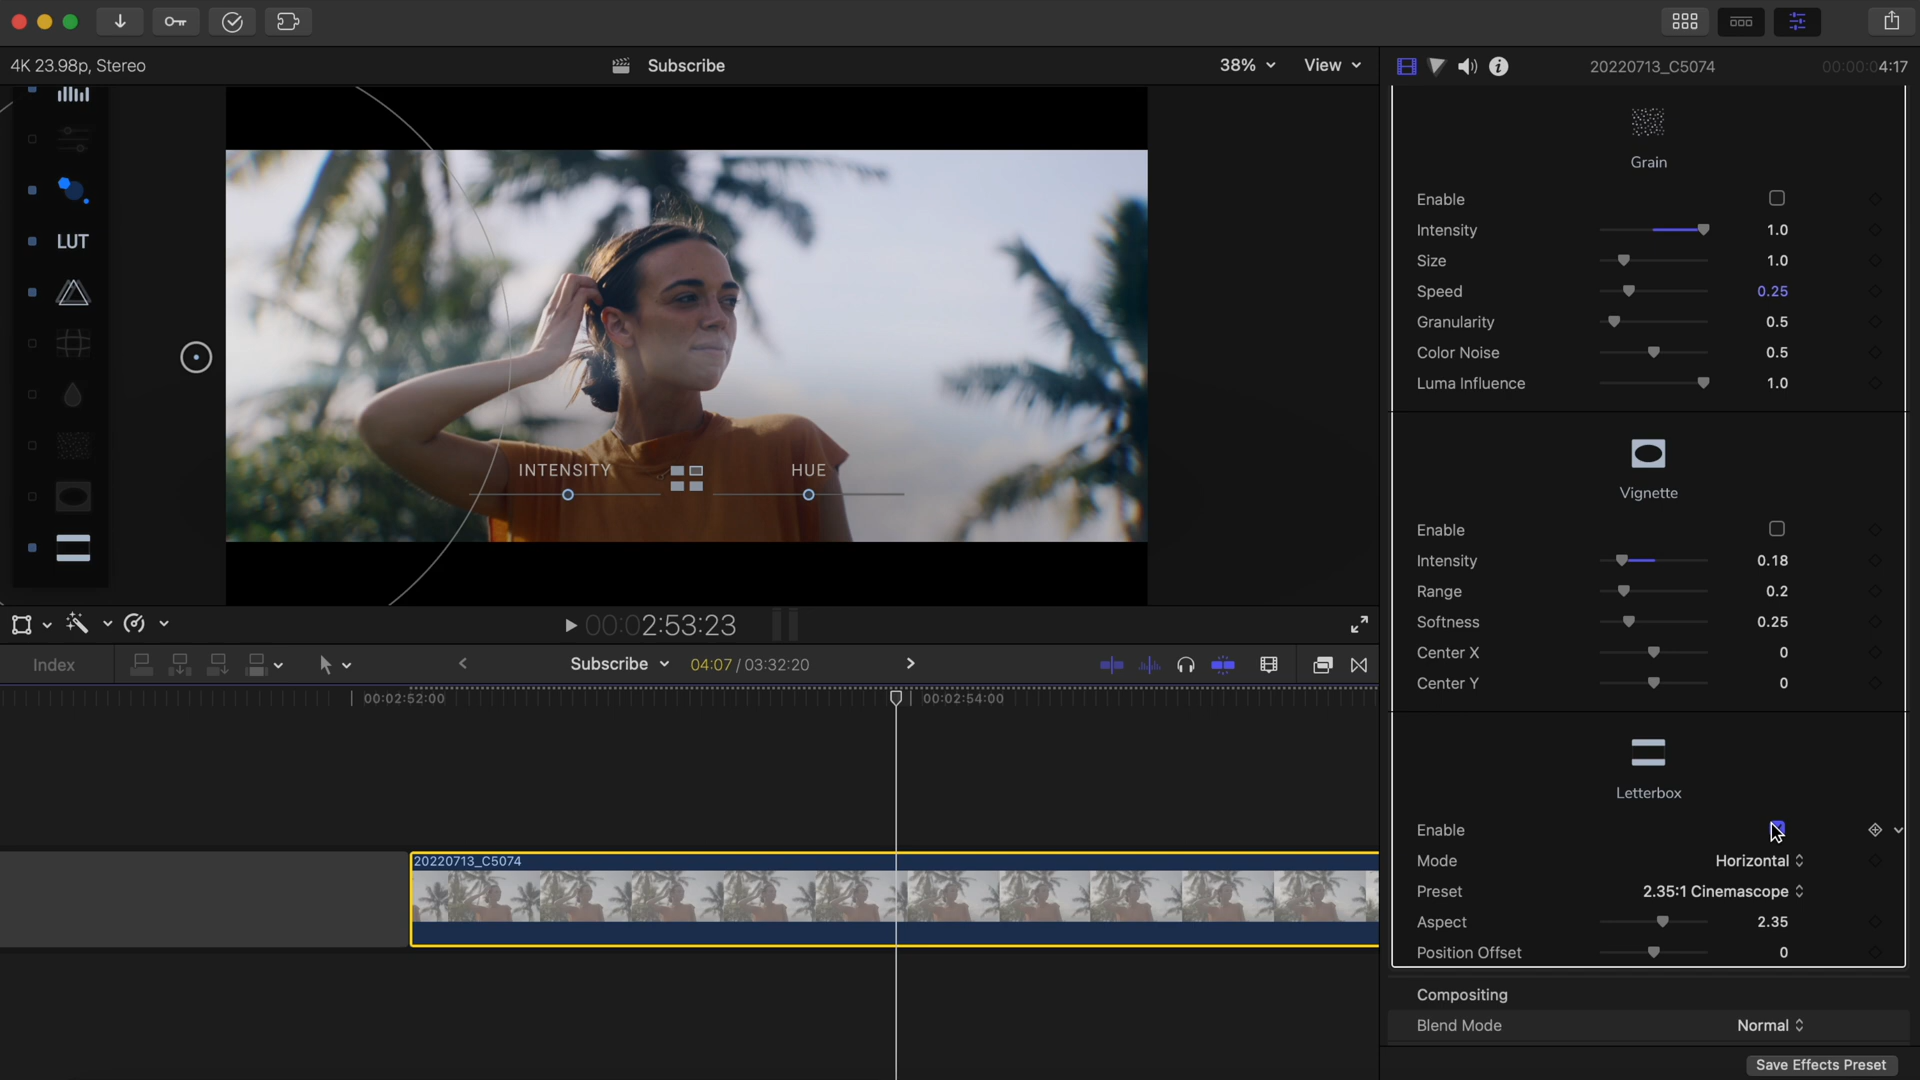 4K 23.98p, Stereo
Subscribe
38%
View
20220713_C5074
00:00:04:17
LUT
INTENSITY
HUE
Grain
Enable
Intensity
1.0
Size
1.0
Speed
0.25
Granularity
0.5
Color Noise
0.5
Luma Influence
1.0
Vignette
Enable
Intensity
0.18
Range
0.2
Softness
0.25
Center X
0
Center Y
0
Letterbox
Enable
Mode
Horizontal
Preset
2.35:1 Cinemascope
Aspect
2.35
Position Offset
0
Compositing
Blend Mode
Normal
Save Effects Preset
00:02:53:23
Index
Subscribe
04:07 / 03:32:20
00:02:52:00
00:02:54:00
20220713_C5074